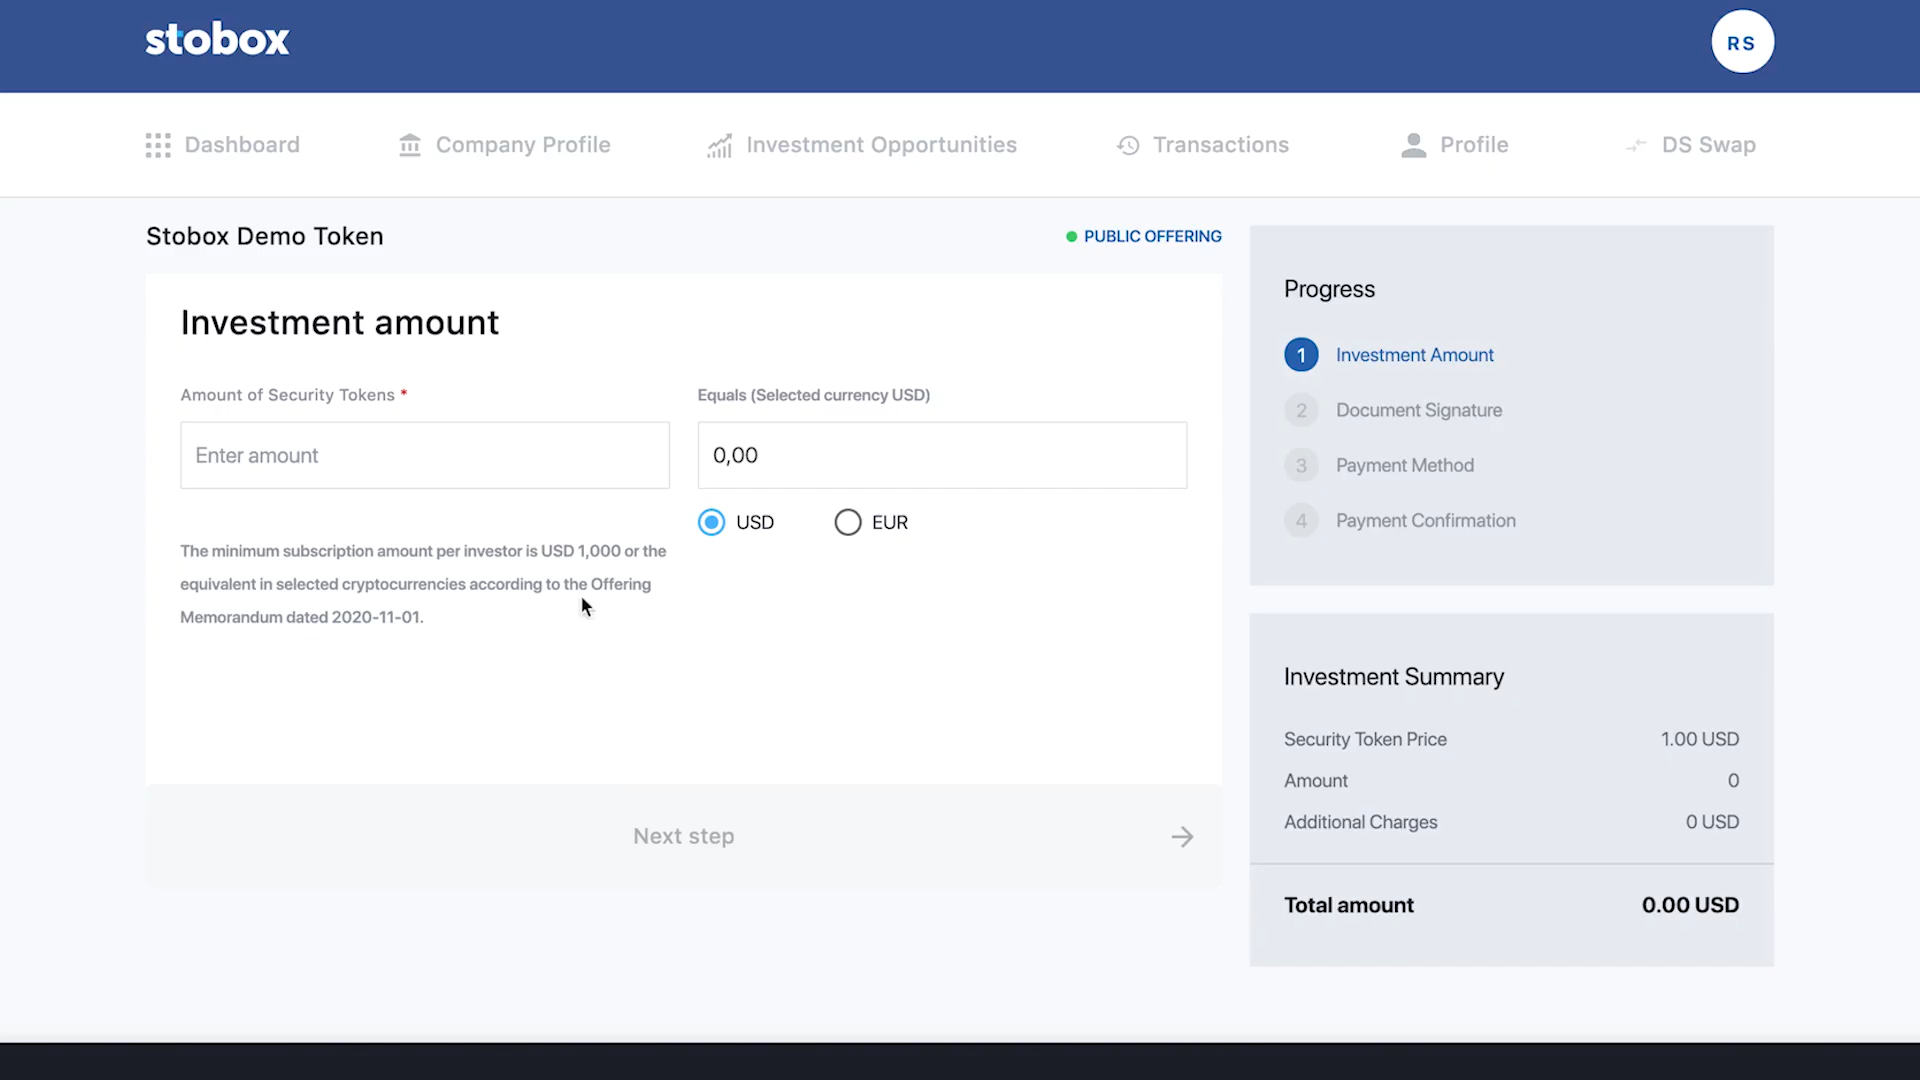 stobox
RS
Dashboard
Company Profile
Investment Opportunities
Transactions
Profile
DS Swap
Stobox Demo Token
PUBLIC OFFERING
Investment amount
Amount of Security Tokens *
Enter amount
Equals (Selected currency USD)
0,00
USD
EUR
The minimum subscription amount per investor is USD 1,000 or the
equivalent in selected cryptocurrencies according to the Offering
Memorandum dated 2020-11-01.
Next step
Progress
1 Investment Amount
2 Document Signature
3 Payment Method
4 Payment Confirmation
Investment Summary
Security Token Price 1.00 USD
Amount 0
Additional Charges 0 USD
Total amount 0.00 USD